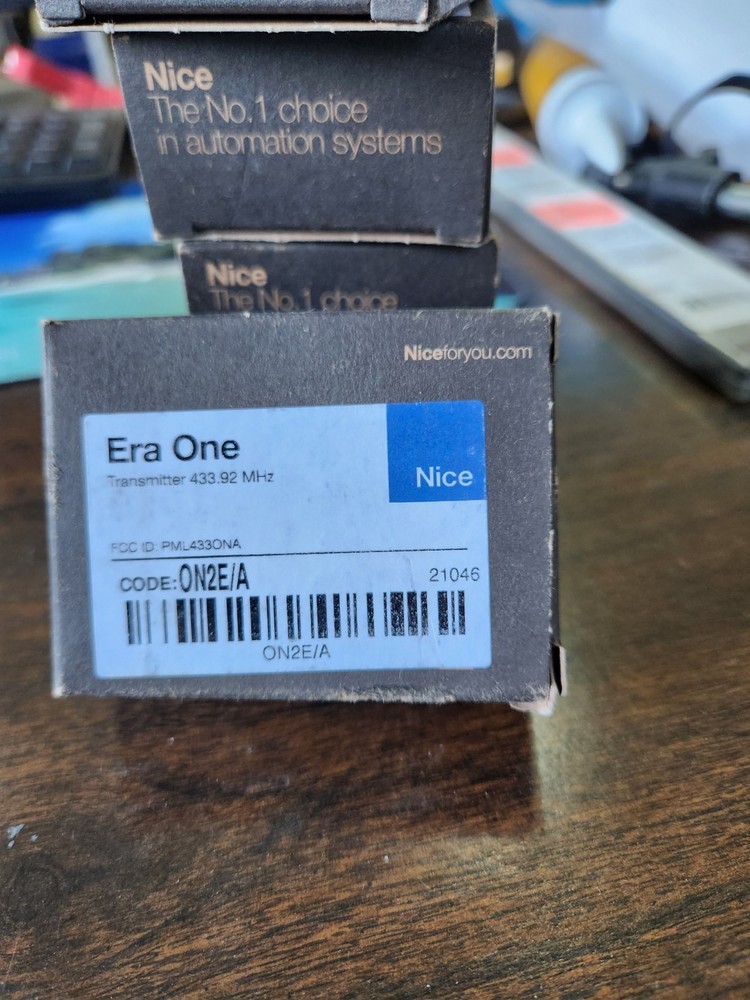 Nice
The No.1 choice
in automation systems
Nice
The No.1 choice
Niceforyou.com
Era One
Transmitter 433.92 MHz
Nice
FCC ID: PML433ONA
CODE:ON2E/A
21046
ON2E/A